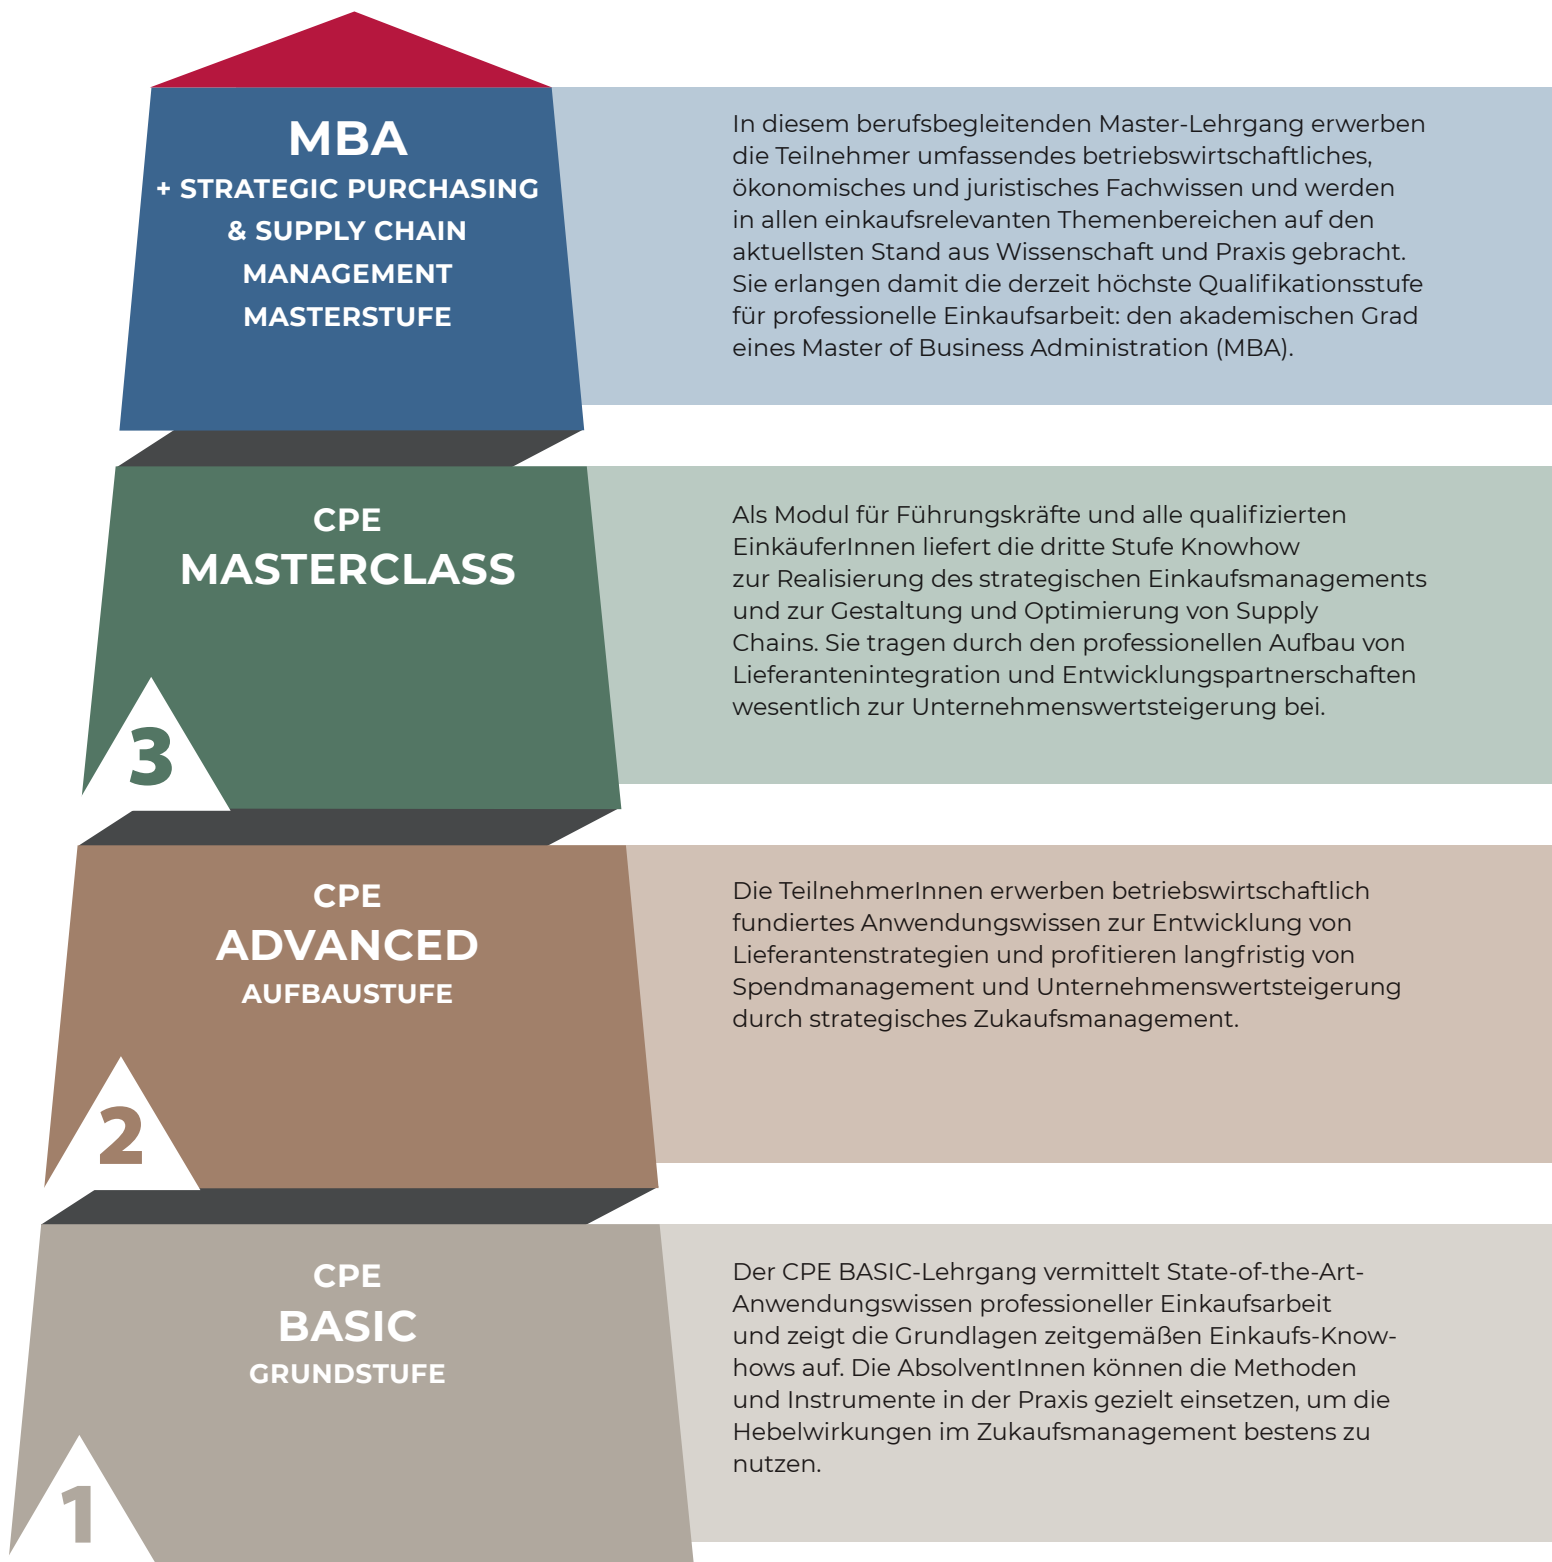 MBA
+ STRATEGIC PURCHASING
& SUPPLY CHAIN
MANAGEMENT
MASTERSTUFE
In diesem berufsbegleitenden Master-Lehrgang erwerben
die Teilnehmer umfassendes betriebswirtschaftliches,
ökonomisches und juristisches Fachwissen und werden
in allen einkaufsrelevanten Themenbereichen auf den
aktuellsten Stand aus Wissenschaft und Praxis gebracht.
Sie erlangen damit die derzeit höchste Qualifikationsstufe
für professionelle Einkaufsarbeit: den akademischen Grad
eines Master of Business Administration (MBA).
CPE
MASTERCLASS
3
Als Modul für Führungskräfte und alle qualifizierten
EinkäuferInnen liefert die dritte Stufe Knowhow
zur Realisierung des strategischen Einkaufsmanagements
und zur Gestaltung und Optimierung von Supply
Chains. Sie tragen durch den professionellen Aufbau von
Lieferantenintegration und Entwicklungspartnerschaften
wesentlich zur Unternehmenswertsteigerung bei.
CPE
ADVANCED
AUFBAUSTUFE
2
Die TeilnehmerInnen erwerben betriebswirtschaftlich
fundiertes Anwendungswissen zur Entwicklung von
Lieferantenstrategien und profitieren langfristig von
Spendmanagement und Unternehmenswertsteigerung
durch strategisches Zukaufsmanagement.
CPE
BASIC
GRUNDSTUFE
1
Der CPE BASIC-Lehrgang vermittelt State-of-the-Art-
Anwendungswissen professioneller Einkaufsarbeit
und zeigt die Grundlagen zeitgemäßen Einkaufs-Know-
hows auf. Die AbsolventInnen können die Methoden
und Instrumente in der Praxis gezielt einsetzen, um die
Hebelwirkungen im Zukaufsmanagement bestens zu
nutzen.